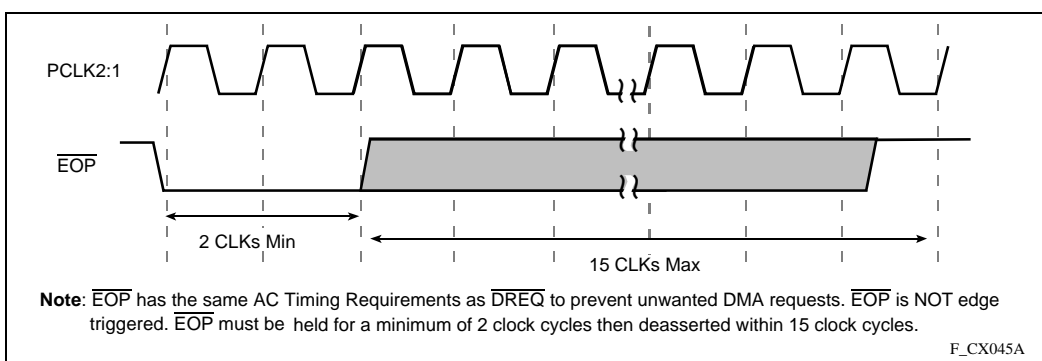 PCLK2:1
EOP
2 CLKs Min
15 CLKs Max
Note: EOP has the same AC Timing Requirements as DREQ to prevent unwanted DMA requests. EOP is NOT edge
triggered. EOP must be held for a minimum of 2 clock cycles then deasserted within 15 clock cycles.
F_CX045A